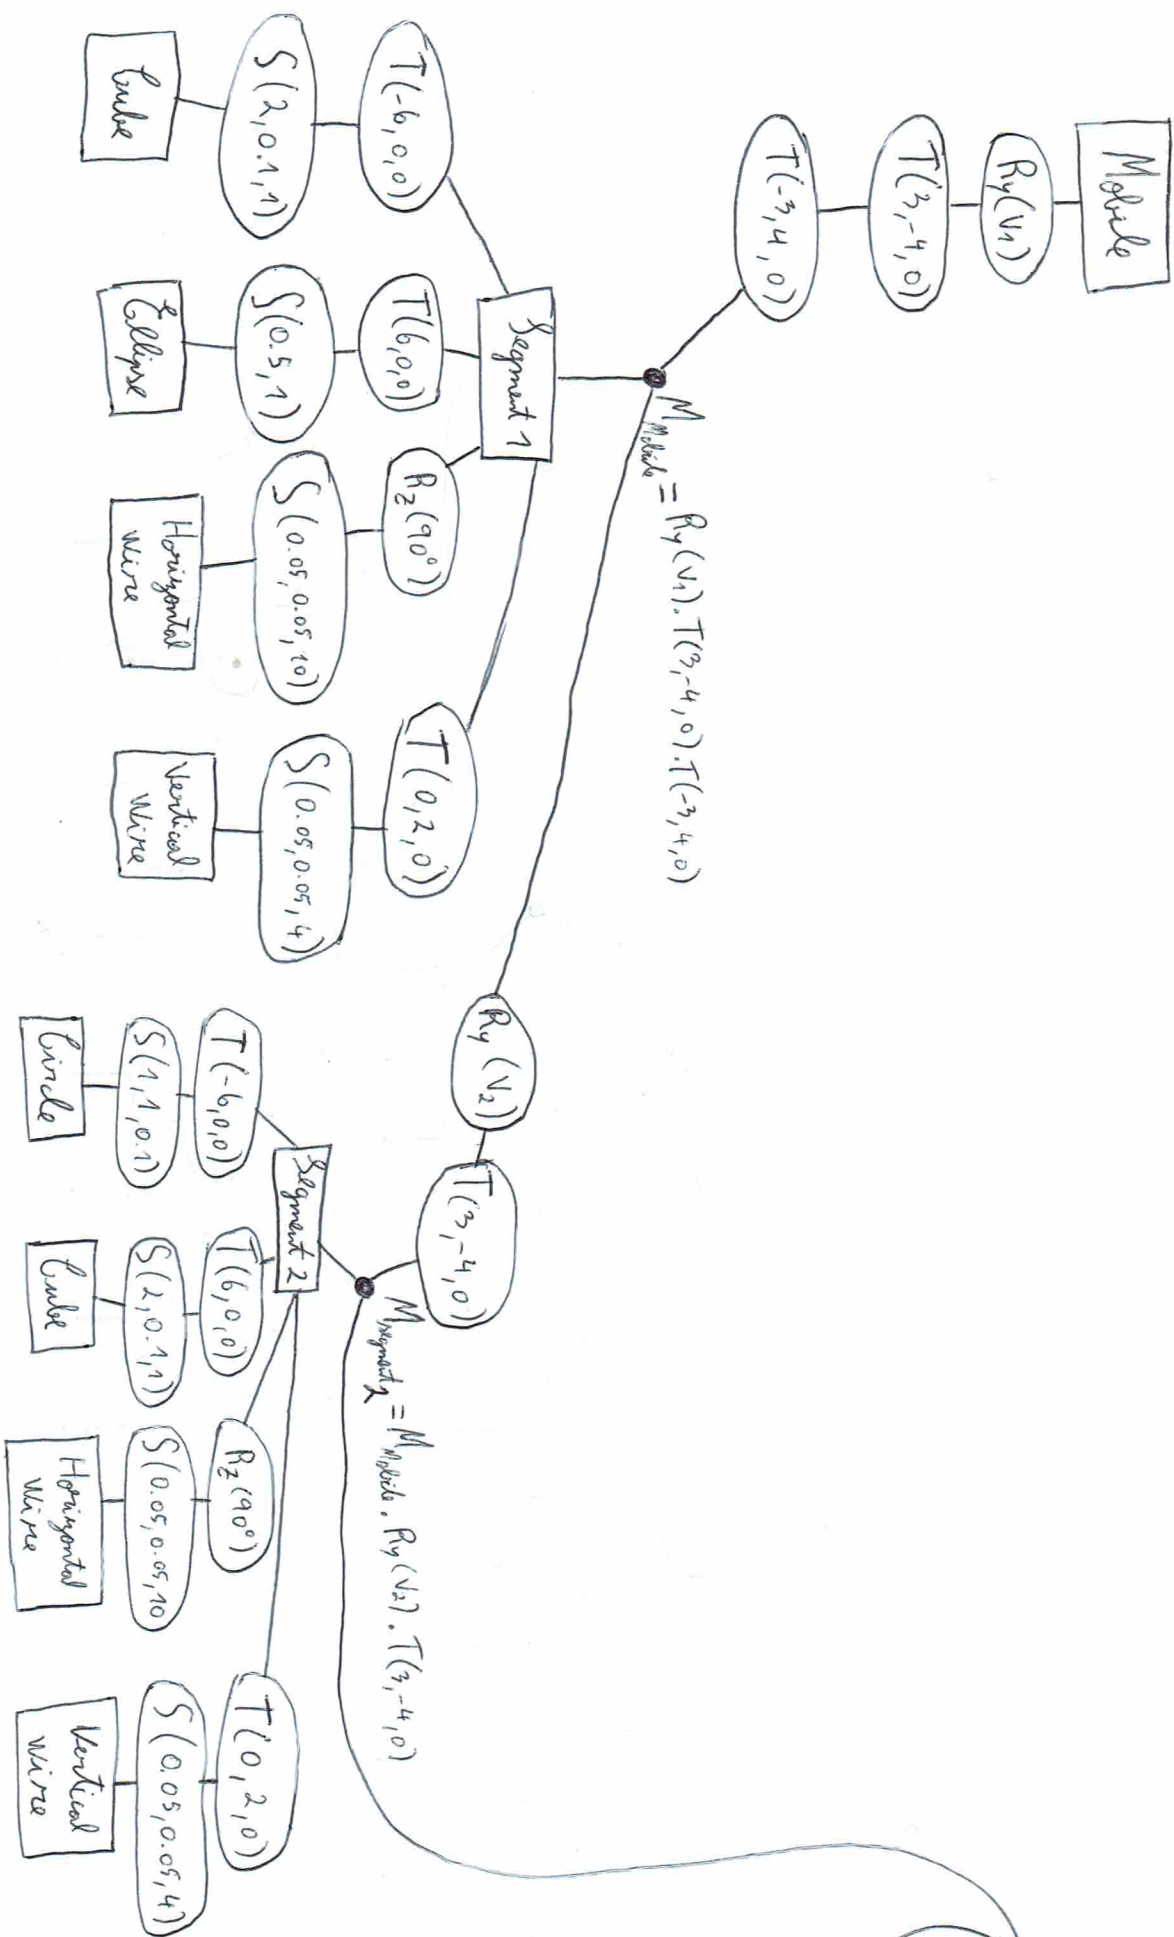 Mobile
Ry(V1)
T(3,-4,0)
T(-3,4,0)
M Mobile = Ry(V1).T(3,-4,0).T(-3,4,0)
Segment 1
T(-6,0,0)
S(2,0.1,1)
Cube
T(6,0,0)
S(0.5,1)
Ellipse
Rz(90°)
S(0.05,0.05,10)
Horizontal
Wire
T(0,2,0)
S(0.05,0.05,4)
Vertical
Wire
Ry(V2)
T(3,-4,0)
M segment2 = M Mobile . Ry(V2) . T(3,-4,0)
Segment 2
T(-6,0,0)
S(1,1,0.1)
Circle
T(6,0,0)
S(2,0.1,1)
Cube
Rz(90°)
S(0.05,0.05,10
Horizontal
Wire
T(0,2,0)
S(0.05,0.05,4)
Vertical
Wire